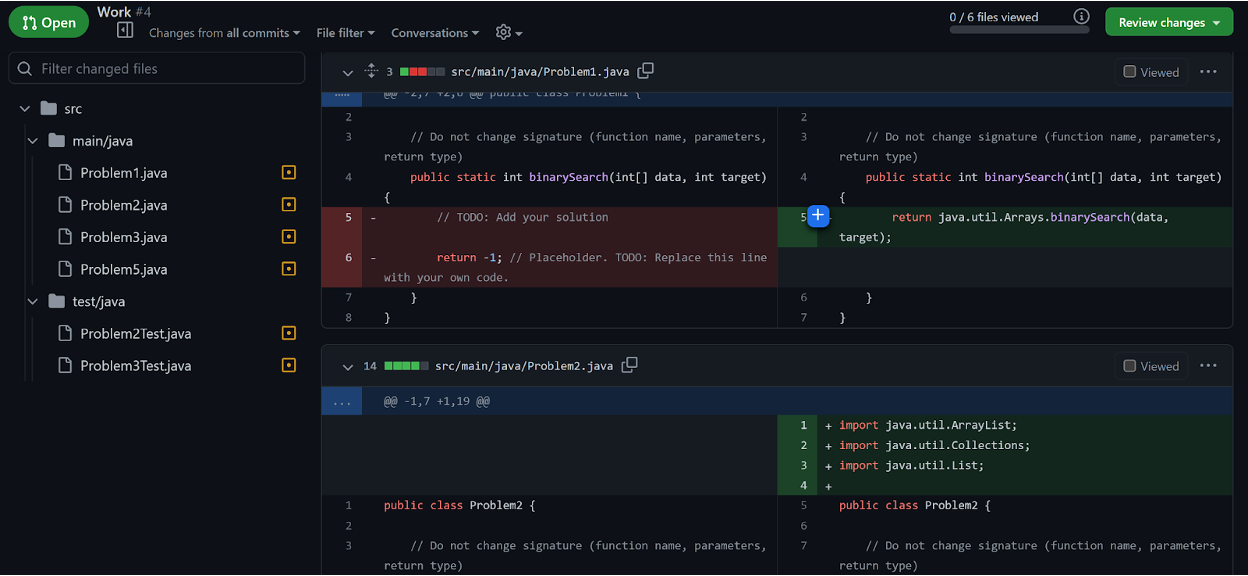 Open
Work #4
Changes from all commits
File filter
Conversations
0 / 6 files viewed
Review changes
Filter changed files
src
main/java
Problem1.java
Problem2.java
Problem3.java
Problem5.java
test/java
Problem2Test.java
Problem3Test.java
3 src/main/java/Problem1.java
Viewed
...
@@ -2,7 +2,6 @@ public class Problem1 {
2
3 // Do not change signature (function name, parameters,
return type)
4 public static int binarySearch(int[] data, int target)
{
5 - // TODO: Add your solution
6 - return -1; // Placeholder. TODO: Replace this line
with your own code.
7 }
8 }
2
3 // Do not change signature (function name, parameters,
return type)
4 public static int binarySearch(int[] data, int target)
{
5 + return java.util.Arrays.binarySearch(data,
target);
6 }
7 }
14 src/main/java/Problem2.java
Viewed
...
... @@ -1,7 +1,19 @@
1 public class Problem2 {
2
3 // Do not change signature (function name, parameters,
return type)
1 + import java.util.ArrayList;
2 + import java.util.Collections;
3 + import java.util.List;
4 +
5 public class Problem2 {
6
7 // Do not change signature (function name, parameters,
return type)